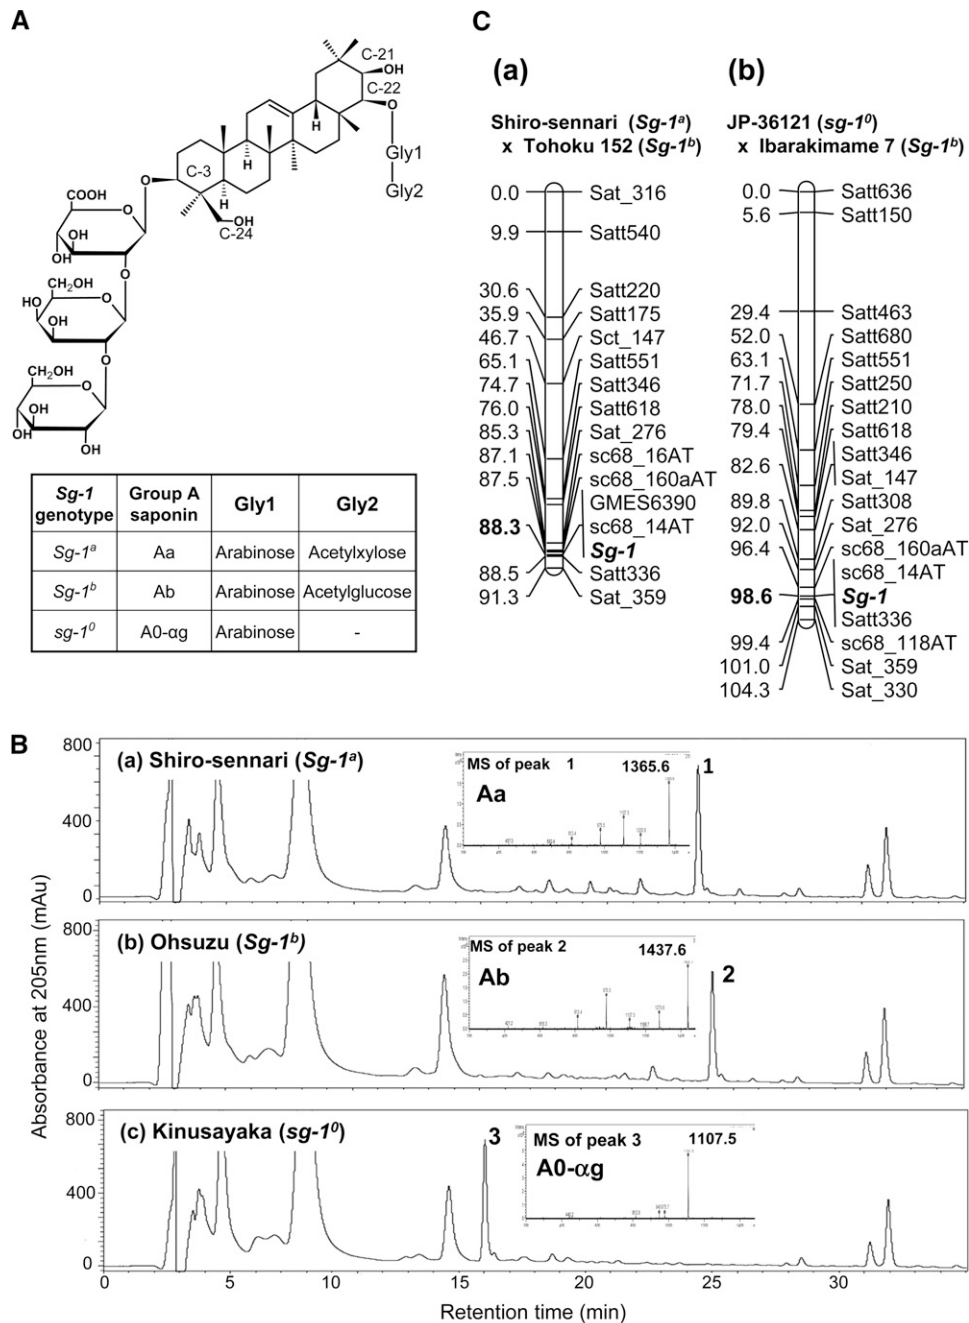 A
C-21
OH
C-22
O
Gly1
Gly2
H
H
C-3
O
OH
C-24
COOH
O
OH
OH
O
CH₂OH
O
HO
OH
O
CH₂OH
O
OH
HO
OH
Sg-1 genotype | Group A saponin | Gly1 | Gly2
Sg-1ᵃ | Aa | Arabinose | Acetylxylose
Sg-1ᵇ | Ab | Arabinose | Acetylglucose
sg-1⁰ | A0-αg | Arabinose | -
C
(a)
Shiro-sennari (Sg-1ᵃ)
x Tohoku 152 (Sg-1ᵇ)
0.0 Sat_316
9.9 Satt540
30.6 Satt220
35.9 Satt175
46.7 Sct_147
65.1 Satt551
74.7 Satt346
76.0 Satt618
85.3 Sat_276
87.1 sc68_16AT
87.5 sc68_160aAT
GMES6390
88.3 sc68_14AT
Sg-1
88.5 Satt336
91.3 Sat_359
(b)
JP-36121 (sg-1⁰)
x Ibarakimame 7 (Sg-1ᵇ)
0.0 Satt636
5.6 Satt150
29.4 Satt463
52.0 Satt680
63.1 Satt551
71.7 Satt250
78.0 Satt210
79.4 Satt618
Satt346
82.6 Sat_147
89.8 Satt308
92.0 Sat_276
96.4 sc68_160aAT
sc68_14AT
98.6 Sg-1
Satt336
99.4 sc68_118AT
101.0 Sat_359
104.3 Sat_330
B
Absorbance at 205nm (mAu)
800
400
0
(a) Shiro-sennari (Sg-1ᵃ)
MS of peak 1 1365.6
Aa
1
800
400
0
(b) Ohsuzu (Sg-1ᵇ)
MS of peak 2 1437.6
Ab
2
800
400
0
(c) Kinusayaka (sg-1⁰)
3
MS of peak 3 1107.5
A0-αg
0 5 10 15 20 25 30
Retention time (min)